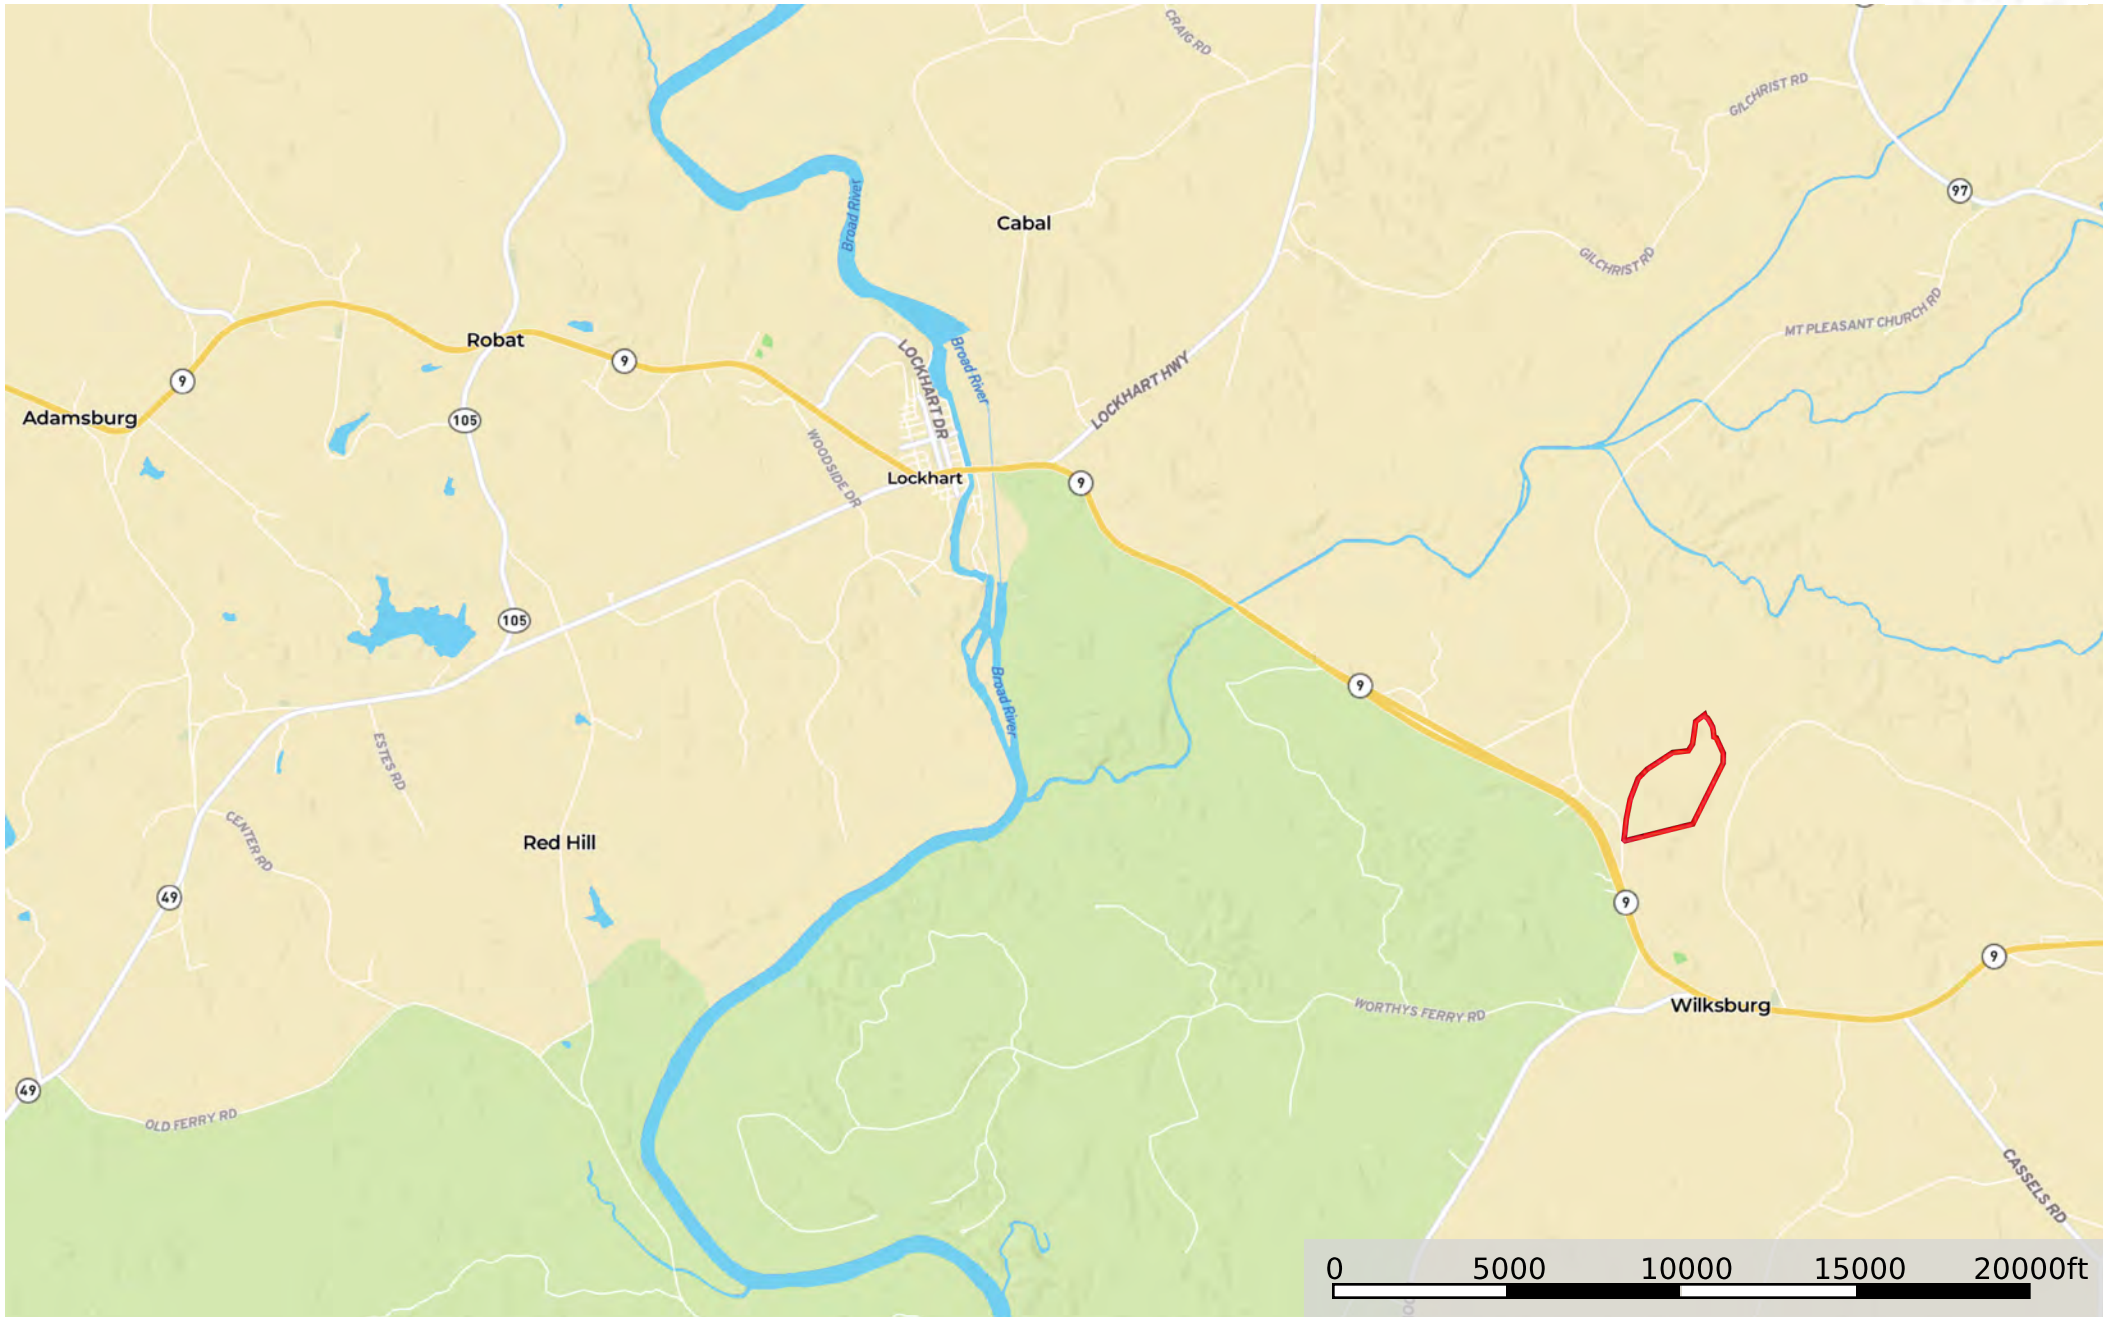 CRAIG RD
GILCHRIST RD
97
Broad River
Cabal
GILCHRIST RD
MT PLEASANT CHURCH RD
Robat
9
9
LOCKHART DR
Broad River
LOCKHART HWY
Adamsburg
105
WOODSIDE DR
Lockhart
9
105
Broad River
9
ESTES RD
CENTER RD
Red Hill
49
9
9
WORTHYS FERRY RD
Wilksburg
49
OLD FERRY RD
CASSELS RD
0 5000 10000 15000 20000ft